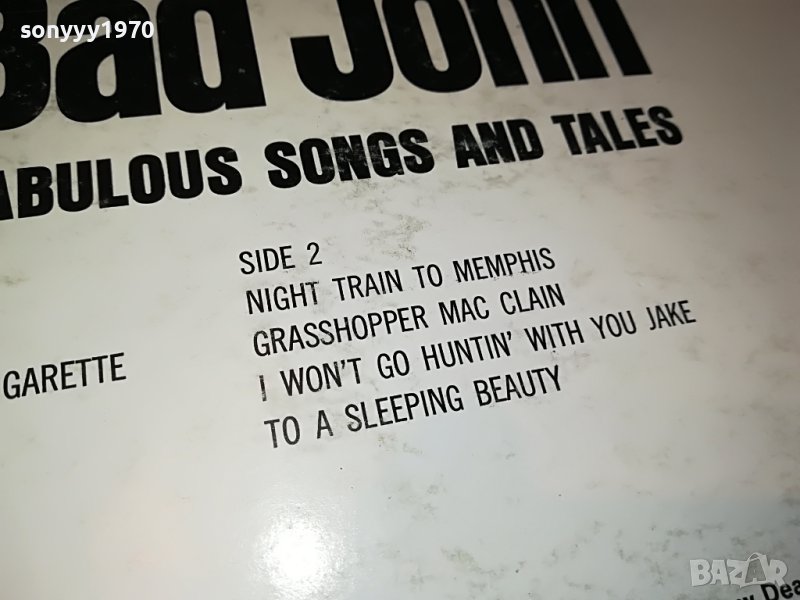 sonyyy1970
Bad John
ABULOUS SONGS AND TALES
SIDE 2
NIGHT TRAIN TO MEMPHIS
GRASSHOPPER MAC CLAIN
GARETTE
I WON'T GO HUNTIN' WITH YOU JAKE
TO A SLEEPING BEAUTY
BAZAR